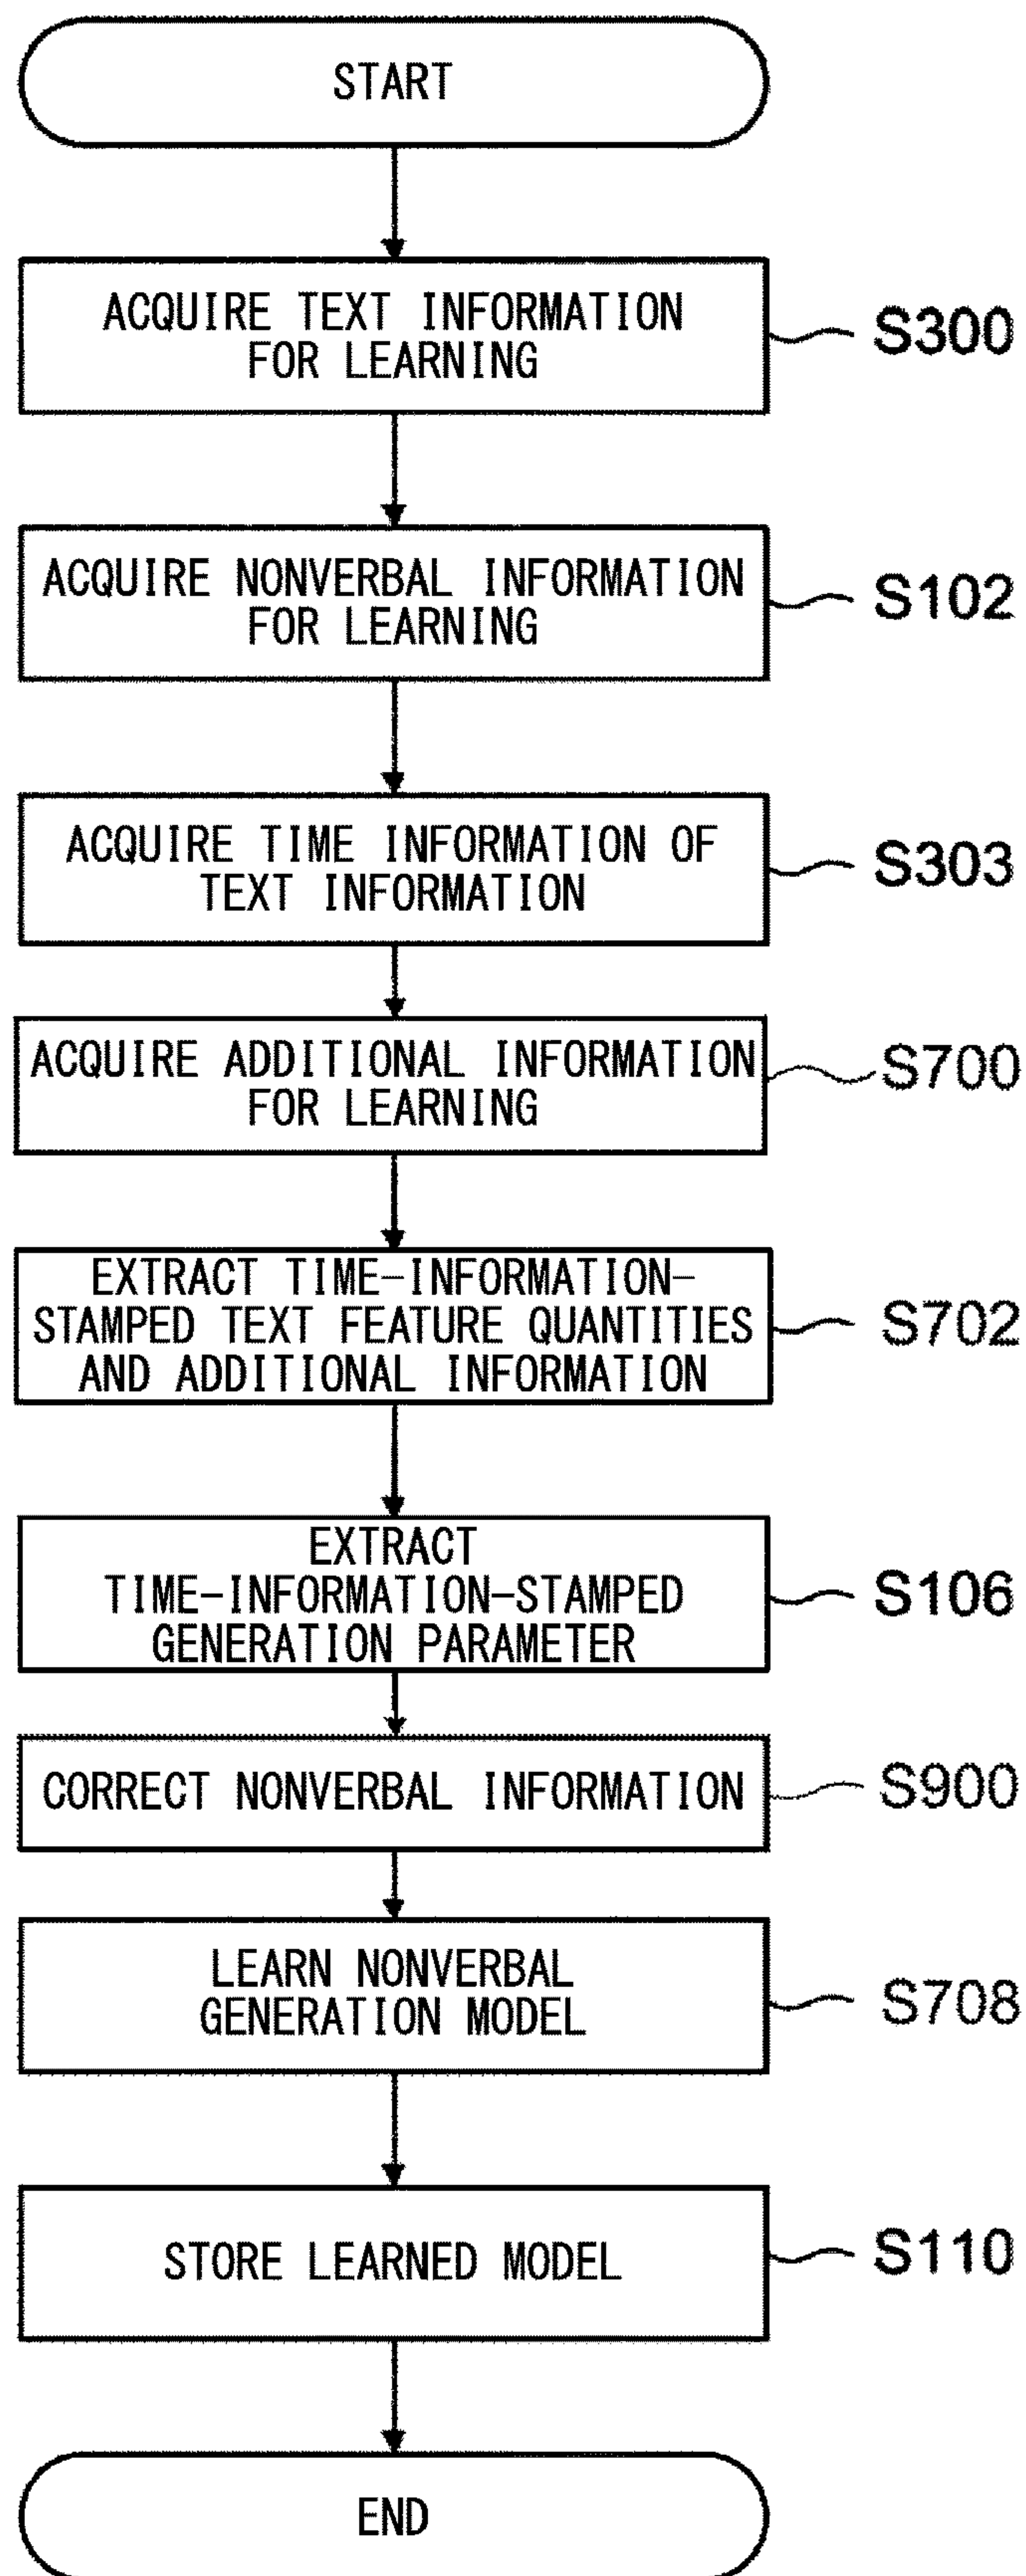 START
ACQUIRE TEXT INFORMATION
FOR LEARNING
S300
ACQUIRE NONVERBAL INFORMATION
FOR LEARNING
S102
ACQUIRE TIME INFORMATION OF
TEXT INFORMATION
S303
ACQUIRE ADDITIONAL INFORMATION
FOR LEARNING
S700
EXTRACT TIME-INFORMATION-
STAMPED TEXT FEATURE QUANTITIES
AND ADDITIONAL INFORMATION
S702
EXTRACT
TIME-INFORMATION-STAMPED
GENERATION PARAMETER
S106
CORRECT NONVERBAL INFORMATION
S900
LEARN NONVERBAL
GENERATION MODEL
S708
STORE LEARNED MODEL
S110
END